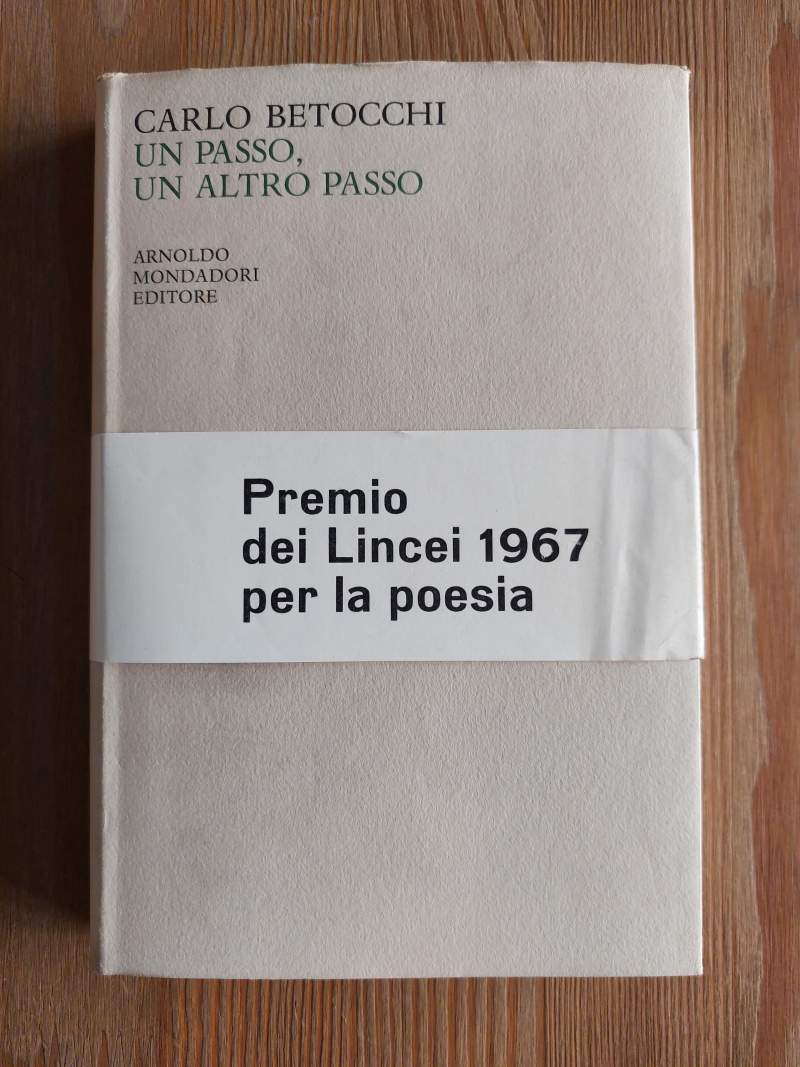 CARLO BETOCCHI
UN PASSO,
UN ALTRO PASSO
ARNOLDO
MONDADORI
EDITORE
Premio
dei Lincei 1967
per la poesia